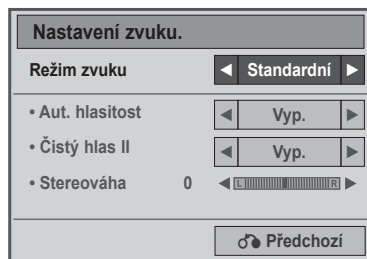 Nastavení zvuku.
Režim zvuku ◄ Standardní ►
• Aut. hlasitost ◄ Vyp. ►
• Čistý hlas II ◄ Vyp. ►
• Stereováha 0 ◄ L R ►
Předchozí